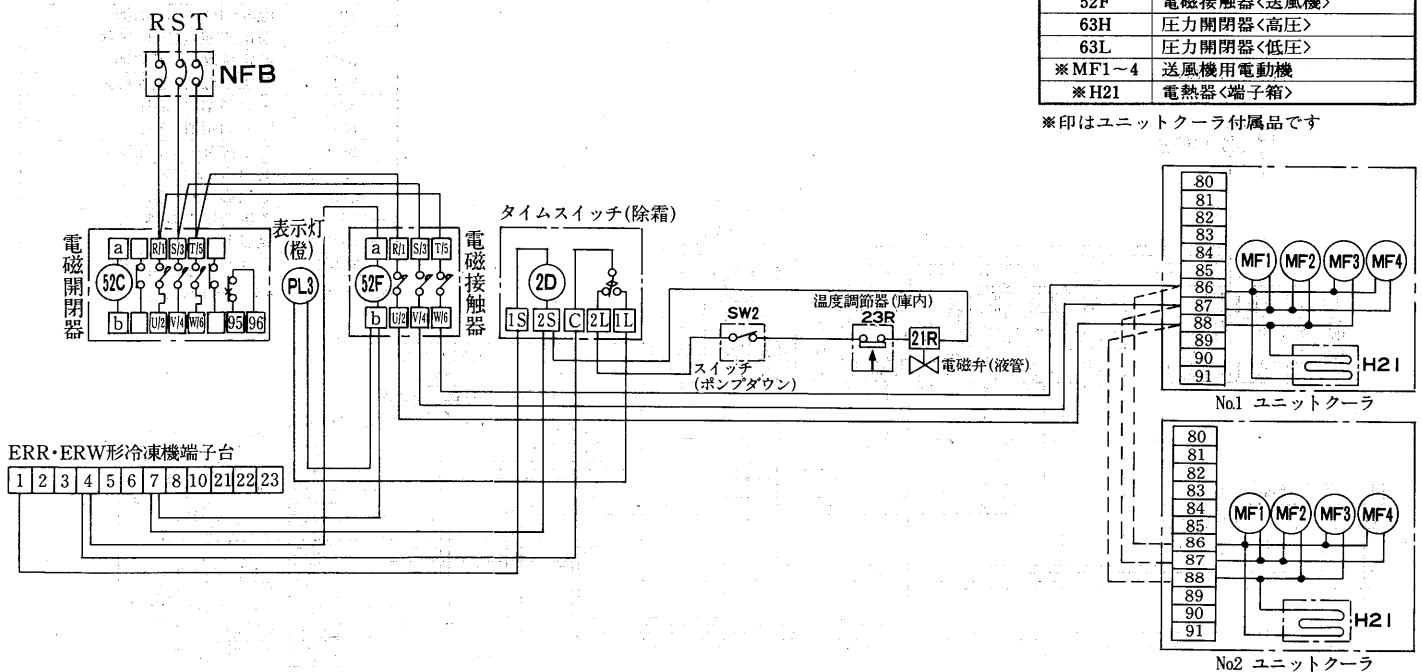 52F 電磁接触器<送風機>
63H 圧力開閉器<高圧>
63L 圧力開閉器<低圧>
※MF1～4 送風機用電動機
※H21 電熱器<端子箱>
※印はユニットクーラ付属品です
R S T
NFB
電磁開閉器
a R/1 S/3 T/5
52C
b U/2 V/4 W/6 95 96
表示灯
(橙)
PL3
a R/1 S/3 T/5
52F
b U/2 V/4 W/6
電磁接触器
タイムスイッチ(除霜)
2D
1S 2S C 2L 1L
SW2
スイッチ
(ポンプダウン)
温度調節器(庫内)
23R
21R
電磁弁(液管)
ERR・ERW形冷凍機端子台
1 2 3 4 5 6 7 8 10 21 22 23
80
81
82
83
84
85
86
87
88
89
90
91
MF1 MF2 MF3 MF4
H21
No.1 ユニットクーラ
80
81
82
83
84
85
86
87
88
89
90
91
MF1 MF2 MF3 MF4
H21
No2 ユニットクーラ